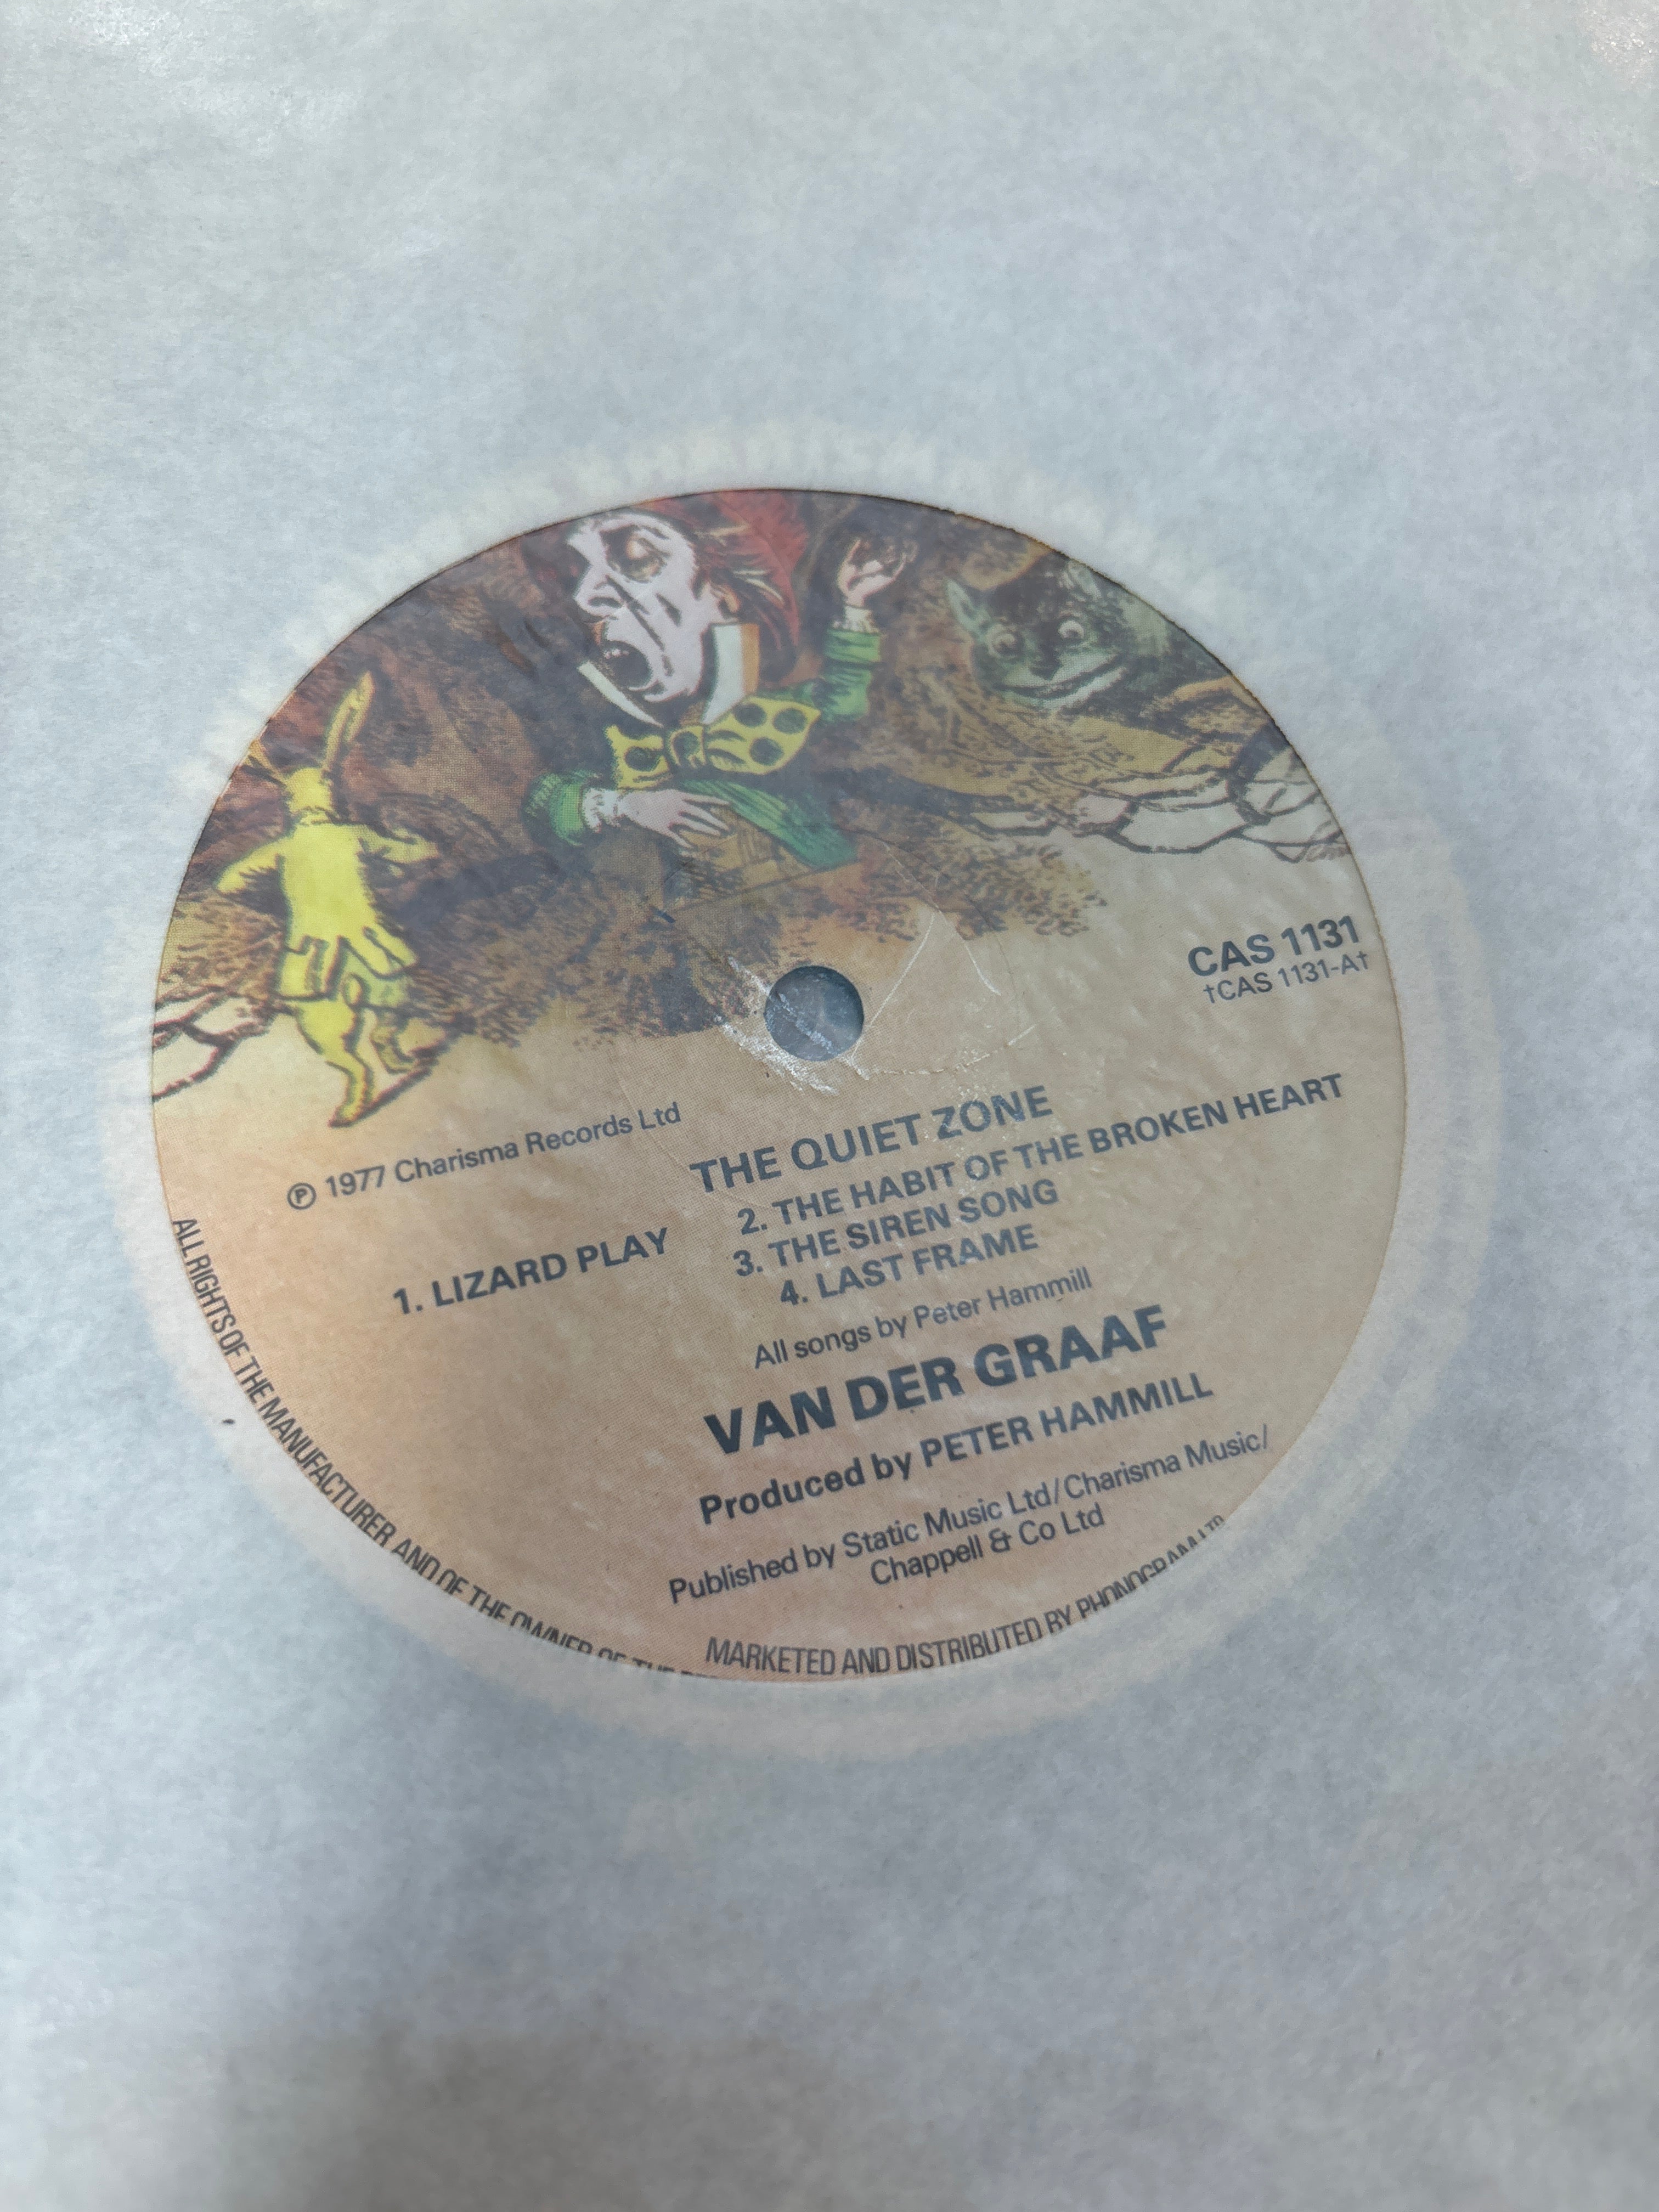 CAS 1131
†CAS 1131-A†
℗ 1977 Charisma Records Ltd
THE QUIET ZONE
1. LIZARD PLAY
2. THE HABIT OF THE BROKEN HEART
3. THE SIREN SONG
4. LAST FRAME
All songs by Peter Hammill
VAN DER GRAAF
Produced by PETER HAMMILL
Published by Static Music Ltd/Charisma Music/
Chappell & Co Ltd
ALL RIGHTS OF THE MANUFACTURER AND OF THE OWNER OF THE
MARKETED AND DISTRIBUTED BY PHONOGRAM LTD